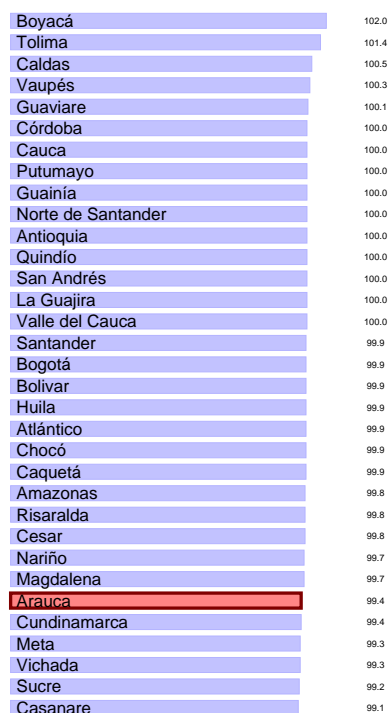 Boyacá 102.0
Tolima 101.4
Caldas 100.5
Vaupés 100.3
Guaviare 100.1
Córdoba 100.0
Cauca 100.0
Putumayo 100.0
Guainía 100.0
Norte de Santander 100.0
Antioquia 100.0
Quindío 100.0
San Andrés 100.0
La Guajira 100.0
Valle del Cauca 100.0
Santander 99.9
Bogotá 99.9
Bolivar 99.9
Huila 99.9
Atlántico 99.9
Chocó 99.9
Caquetá 99.9
Amazonas 99.8
Risaralda 99.8
Cesar 99.8
Nariño 99.7
Magdalena 99.7
Arauca 99.4
Cundinamarca 99.4
Meta 99.3
Vichada 99.3
Sucre 99.2
Casanare 99.1